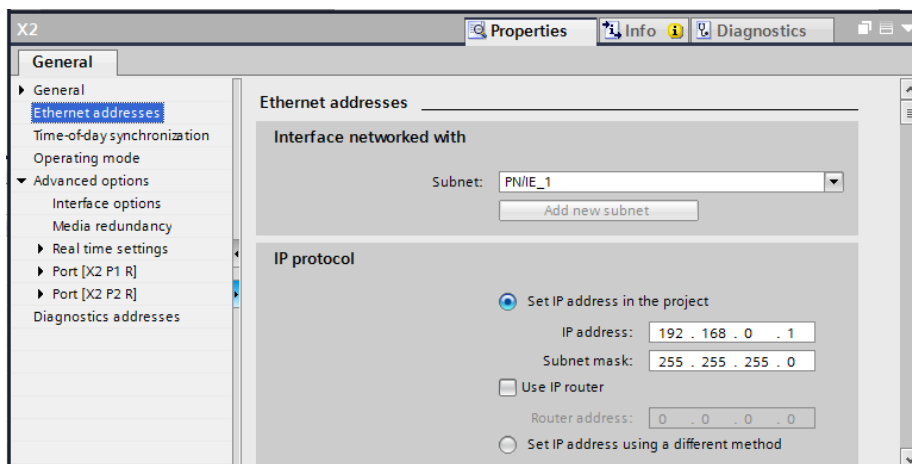 X2
Properties
Info
Diagnostics
General
General
Ethernet addresses
Time-of-day synchronization
Operating mode
Advanced options
Interface options
Media redundancy
Real time settings
Port [X2 P1 R]
Port [X2 P2 R]
Diagnostics addresses
Ethernet addresses
Interface networked with
Subnet: PN/IE_1
Add new subnet
IP protocol
Set IP address in the project
IP address: 192 . 168 . 0 . 1
Subnet mask: 255 . 255 . 255 . 0
Use IP router
Router address: 0 . 0 . 0 . 0
Set IP address using a different method